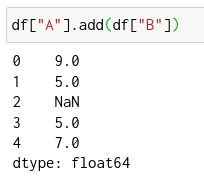 df["A"].add(df["B"])
0    9.0
1    5.0
2    NaN
3    5.0
4    7.0
dtype: float64